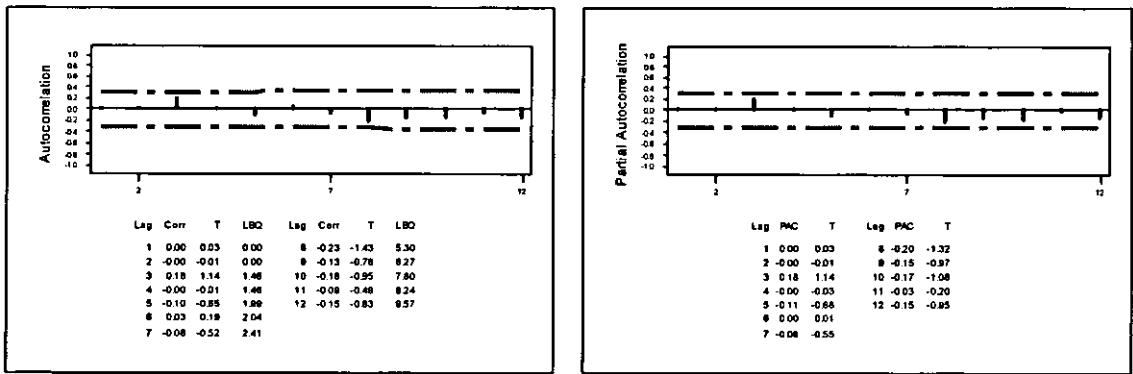 Autocorrelation
1.0
0.8
0.6
0.4
0.2
0.0
-0.2
-0.4
-0.6
-0.8
-1.0
2
7
12
Lag Corr T LBQ Lag Corr T LBQ
1 0.00 0.03 0.00 8 -0.23 -1.43 5.30
2 -0.00 -0.01 0.00 9 -0.13 -0.78 6.27
3 0.18 1.14 1.46 10 -0.16 -0.95 7.80
4 -0.00 -0.01 1.46 11 -0.08 -0.48 8.24
5 -0.10 -0.65 1.99 12 -0.15 -0.83 9.57
6 0.03 0.19 2.04
7 -0.08 -0.52 2.41
Partial Autocorrelation
1.0
0.8
0.6
0.4
0.2
0.0
-0.2
-0.4
-0.6
-0.8
-1.0
2
7
12
Lag PAC T Lag PAC T
1 0.00 0.03 8 -0.20 -1.32
2 -0.00 -0.01 9 -0.15 -0.97
3 0.18 1.14 10 -0.17 -1.08
4 -0.00 -0.03 11 -0.03 -0.20
5 -0.11 -0.68 12 -0.15 -0.95
6 0.00 0.01
7 -0.08 -0.55